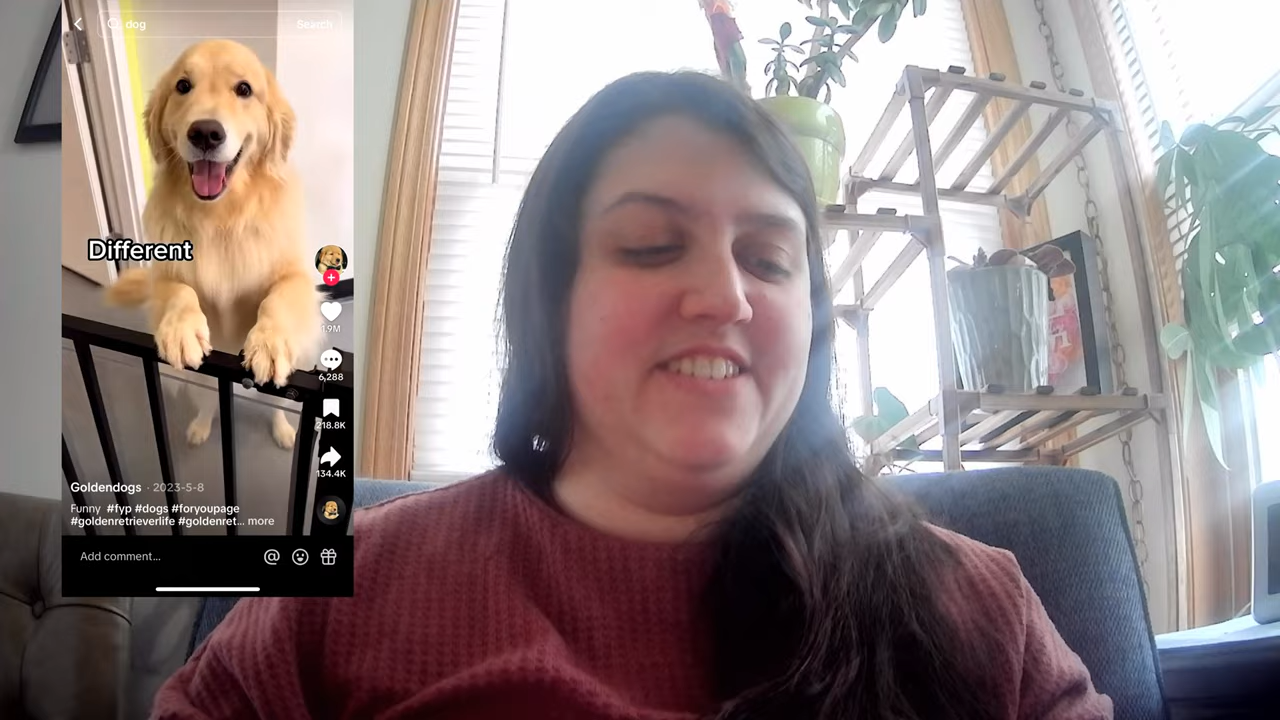 dog Search
Different
1.9M
6,288
218.8K
134.4K
Goldendogs · 2023-5-8
Funny #fyp #dogs #foryoupage
#goldenretrieverlife #goldenret... more
Add comment...